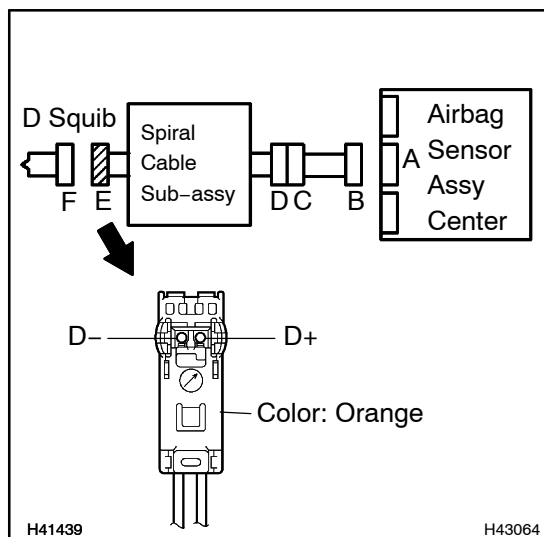 D Squib
Spiral
Cable
Sub-assy
Airbag
Sensor
Assy
Center
A
F
E
D
C
B
D-
D+
Color: Orange
H41439
H43064